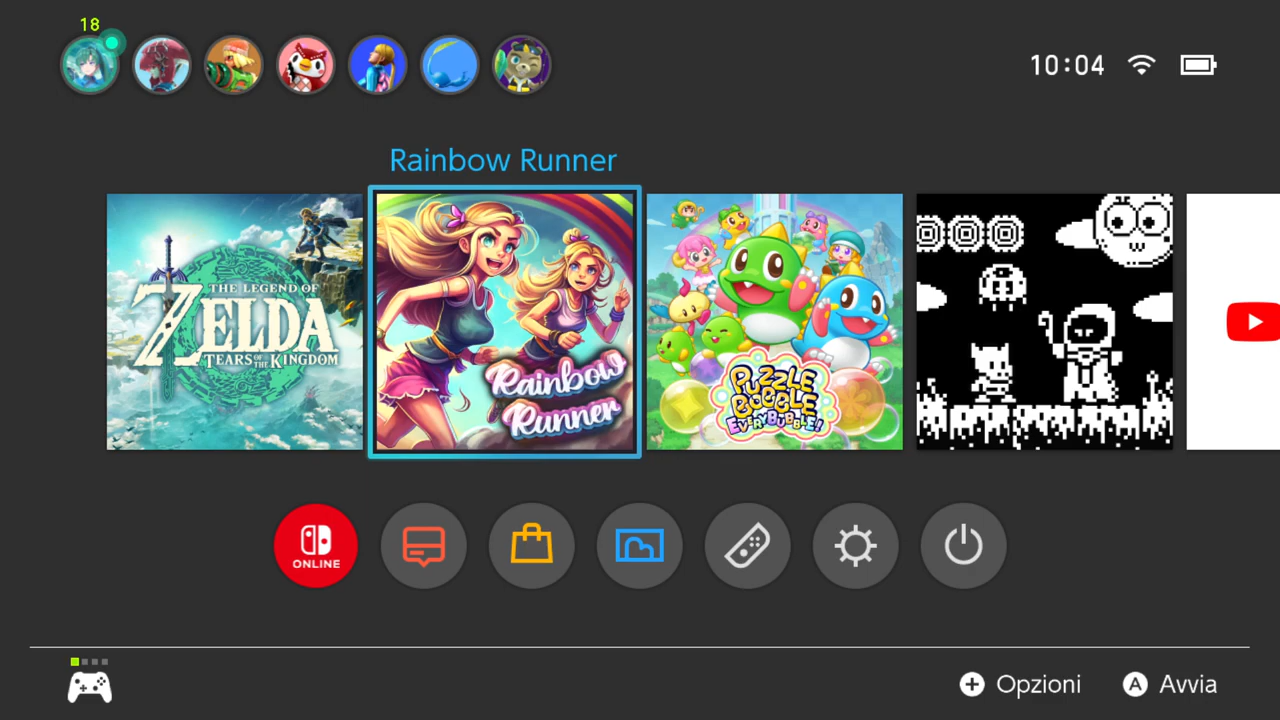 18
10:04
Rainbow Runner
THE LEGEND OF
ZELDA
TEARS OF THE KINGDOM
Rainbow
Runner
PUZZLE
BOBBLE
EVERYBUBBLE!
ONLINE
Opzioni
A
Avvia